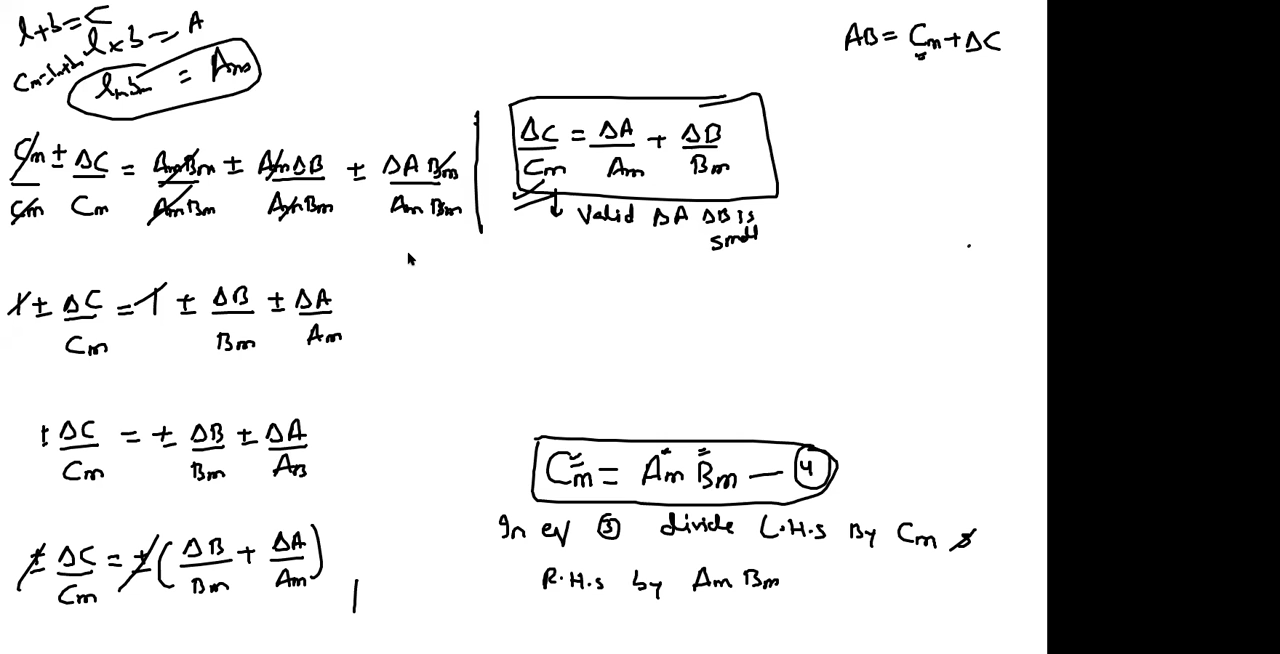 l+b=C
l×b=A
Cm=lm+bm
lmbm = Am
AB= Cm+ΔC
Cm/Cm ± ΔC/Cm = AmBm/AmBm ± AmΔB/AmBm ± ΔA Bm/Am Bm
ΔC/Cm = ΔA/Am + ΔB/Bm
↓ Valid ΔA ΔB is
small
1 ± ΔC/Cm = 1 ± ΔB/Bm ± ΔA/Am
± ΔC/Cm = ± ΔB/Bm ± ΔA/AB
Cm = Am Bm — ④
In eq ③ divide L.H.S By Cm &
R.H.S by Am Bm
± ΔC/Cm = ± (ΔB/Bm + ΔA/Am)